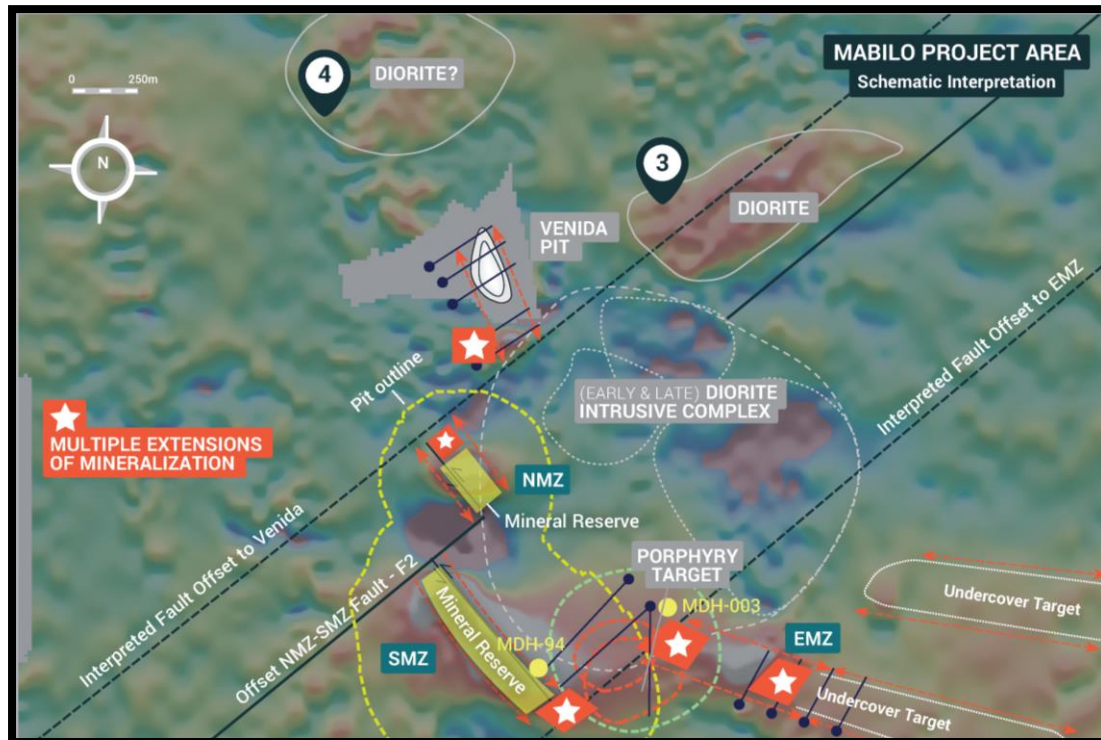 MABILO PROJECT AREA
Schematic Interpretation
0 250m
N
4
DIORITE?
3
DIORITE
VENIDA
PIT
Pit outline
(EARLY & LATE) DIORITE
INTRUSIVE COMPLEX
Interpreted Fault Offset to EMZ
MULTIPLE EXTENSIONS
OF MINERALIZATION
NMZ
Mineral Reserve
Interpreted Fault Offset to Venida
Offset NMZ-SMZ Fault - F2
PORPHYRY
TARGET
MDH-003
Undercover Target
SMZ
Mineral Reserve
MDH-94
EMZ
Undercover Target